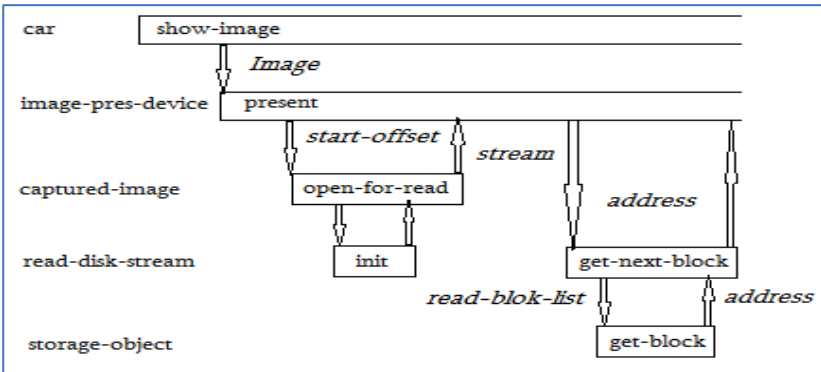 car show-image
Image
image-pres-device present
start-offset
stream
captured-image open-for-read
address
read-disk-stream init get-next-block
read-blok-list address
storage-object get-block